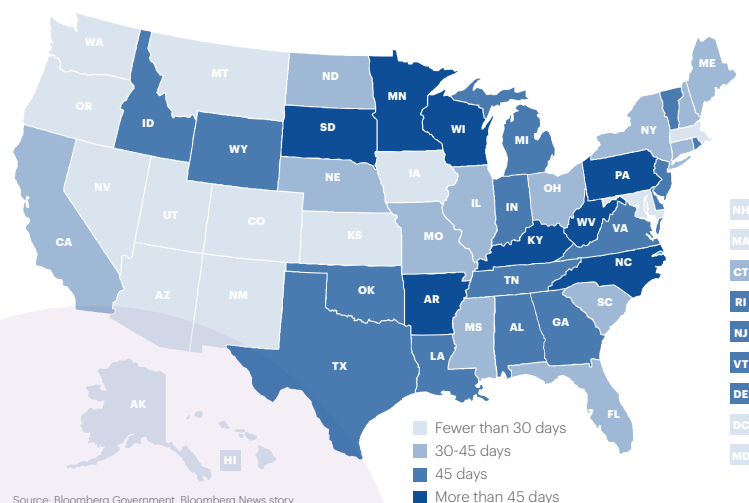 WA
MT
ND
MN
ME
OR
ID
SD
WI
WY
MI
NY
NE
IA
PA
NV
UT
CO
IL
IN
OH
NH
CA
KS
MO
WV
VA
MA
KY
NC
CT
AZ
NM
OK
AR
TN
SC
RI
MS
AL
GA
NJ
TX
LA
VT
DE
AK
FL
DC
HI
MD
Fewer than 30 days
30-45 days
45 days
More than 45 days
Source: Bloomberg Government, Bloomberg News story